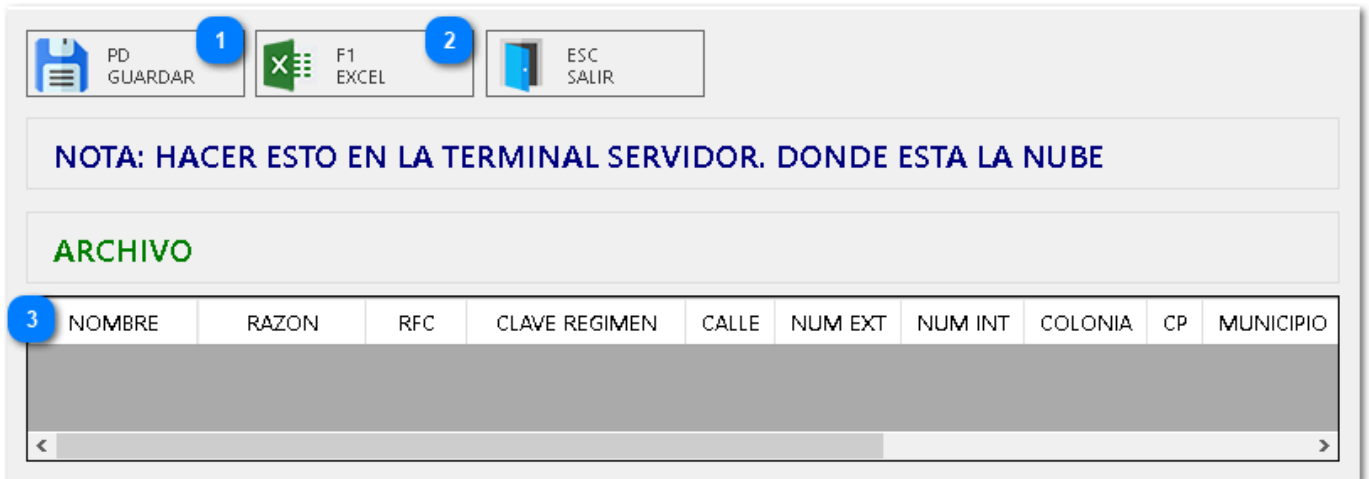 PD
GUARDAR
1
F1
EXCEL
2
ESC
SALIR
NOTA: HACER ESTO EN LA TERMINAL SERVIDOR. DONDE ESTA LA NUBE
ARCHIVO
3 NOMBRE RAZON RFC CLAVE REGIMEN CALLE NUM EXT NUM INT COLONIA CP MUNICIPIO